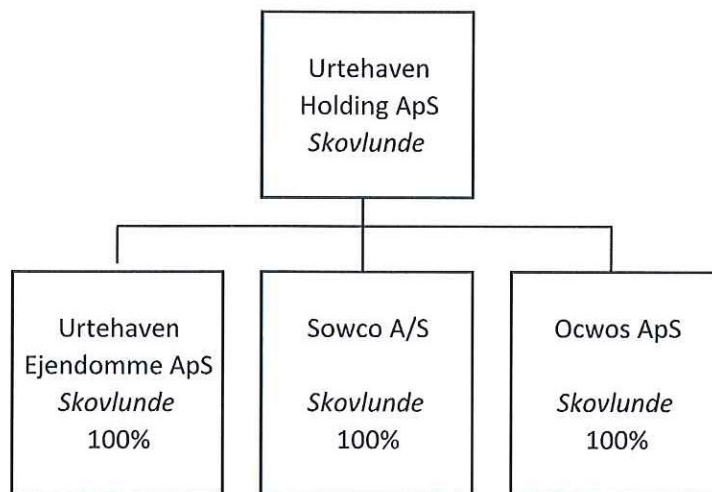 Urtehaven
Holding ApS
Skovlunde
Urtehaven
Ejendomme ApS
Skovlunde
100%
Sowco A/S
Skovlunde
100%
Ocwos ApS
Skovlunde
100%